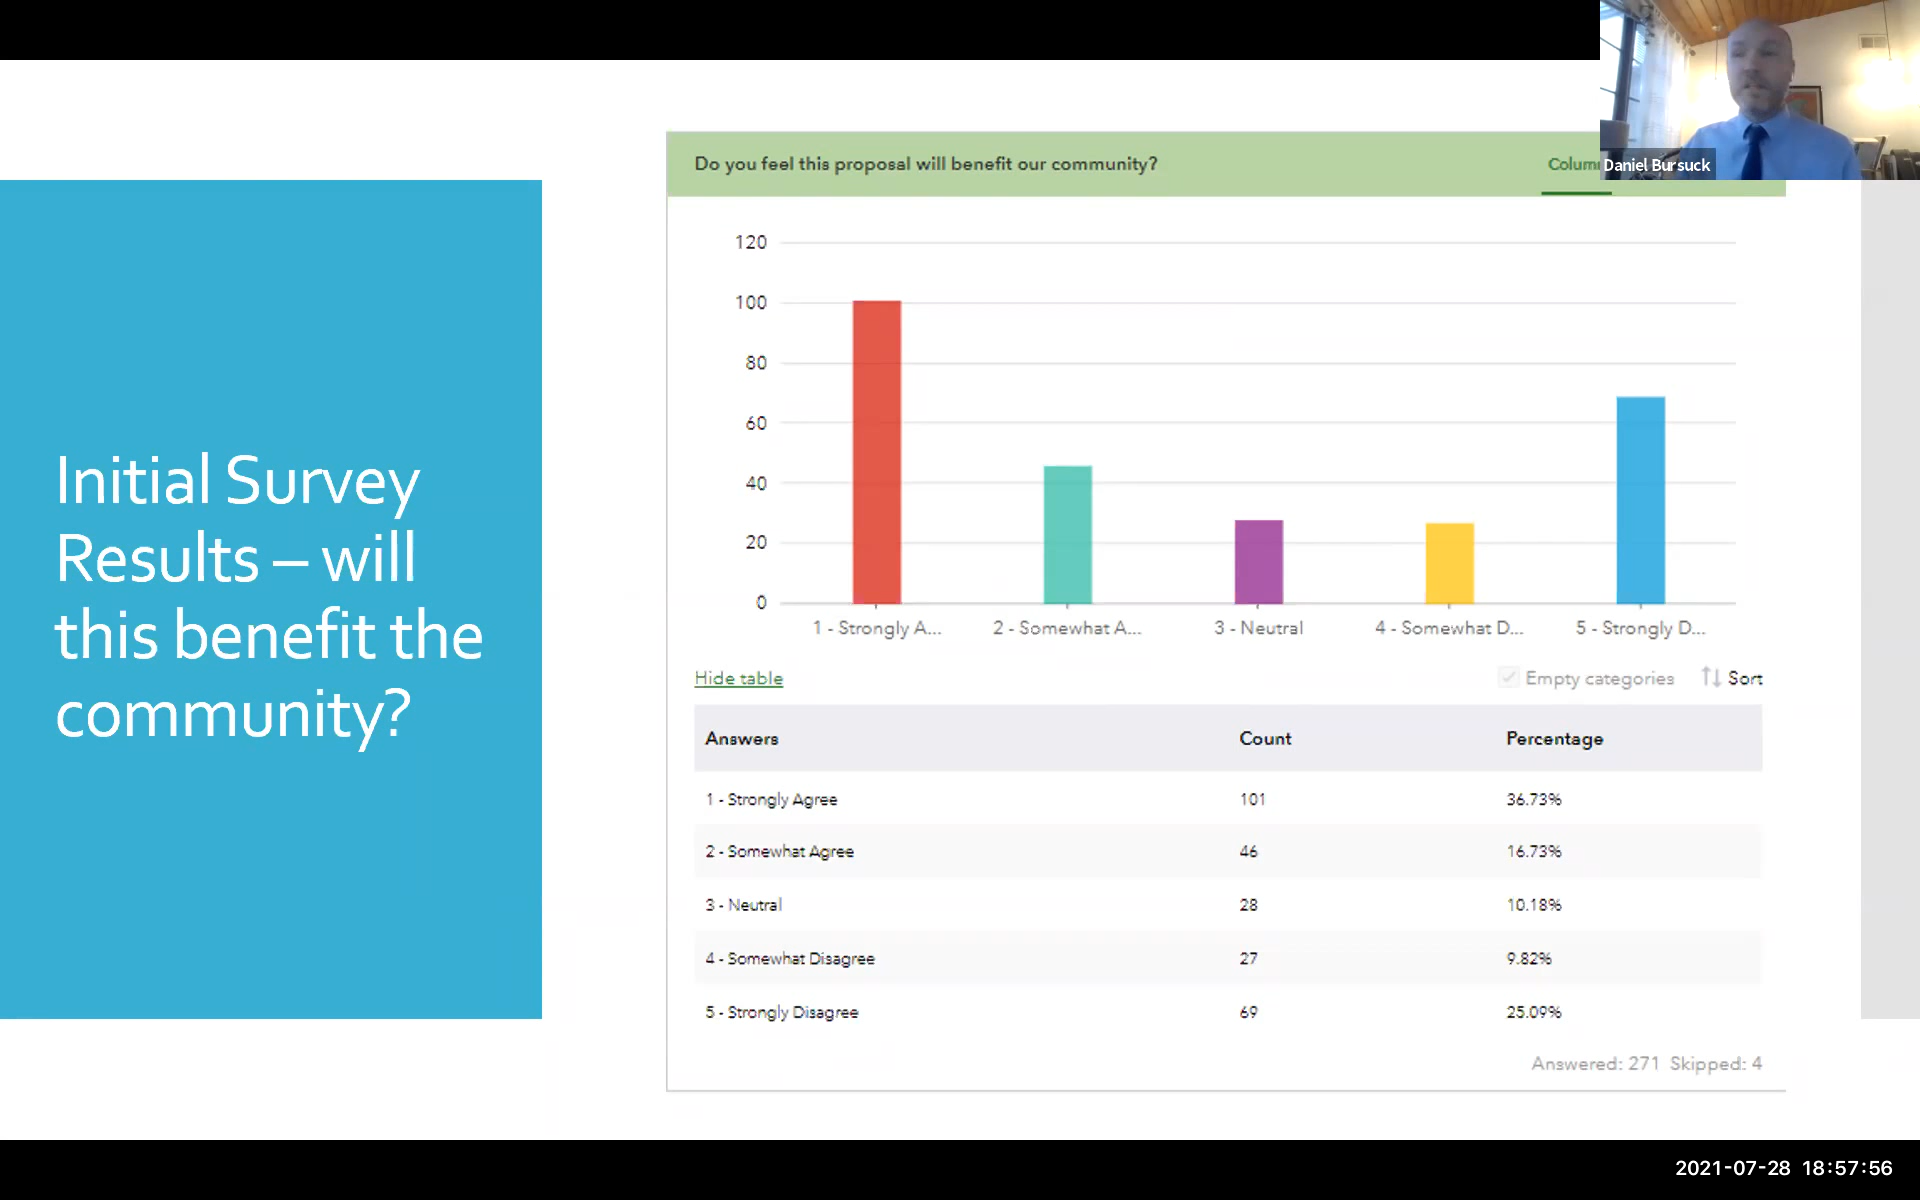 Daniel Bursuck
Initial Survey
Results – will
this benefit the
community?
Do you feel this proposal will benefit our community?
120
100
80
60
40
20
0
1 - Strongly A...
2 - Somewhat A...
3 - Neutral
4 - Somewhat D...
5 - Strongly D...
Hide table
Empty categories
Sort
Answers Count Percentage
1 - Strongly Agree 101 36.73%
2 - Somewhat Agree 46 16.73%
3 - Neutral 28 10.18%
4 - Somewhat Disagree 27 9.82%
5 - Strongly Disagree 69 25.09%
Answered: 271 Skipped: 4
2021-07-28 18:57:56